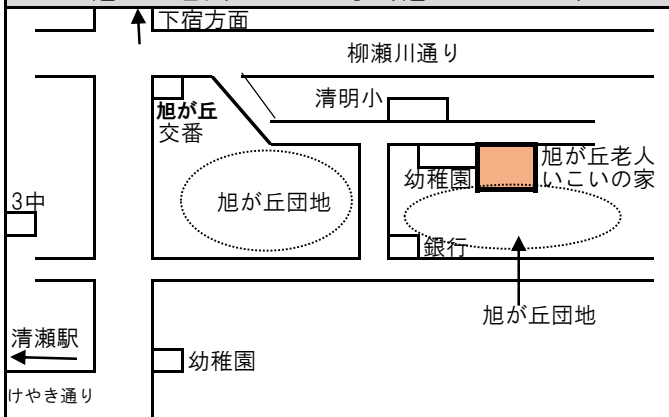 下宿方面
柳瀬川通り
清明小
旭が丘
交番
旭が丘老人
いこいの家
幼稚園
3中
旭が丘団地
銀行
旭が丘団地
清瀬駅
幼稚園
けやき通り